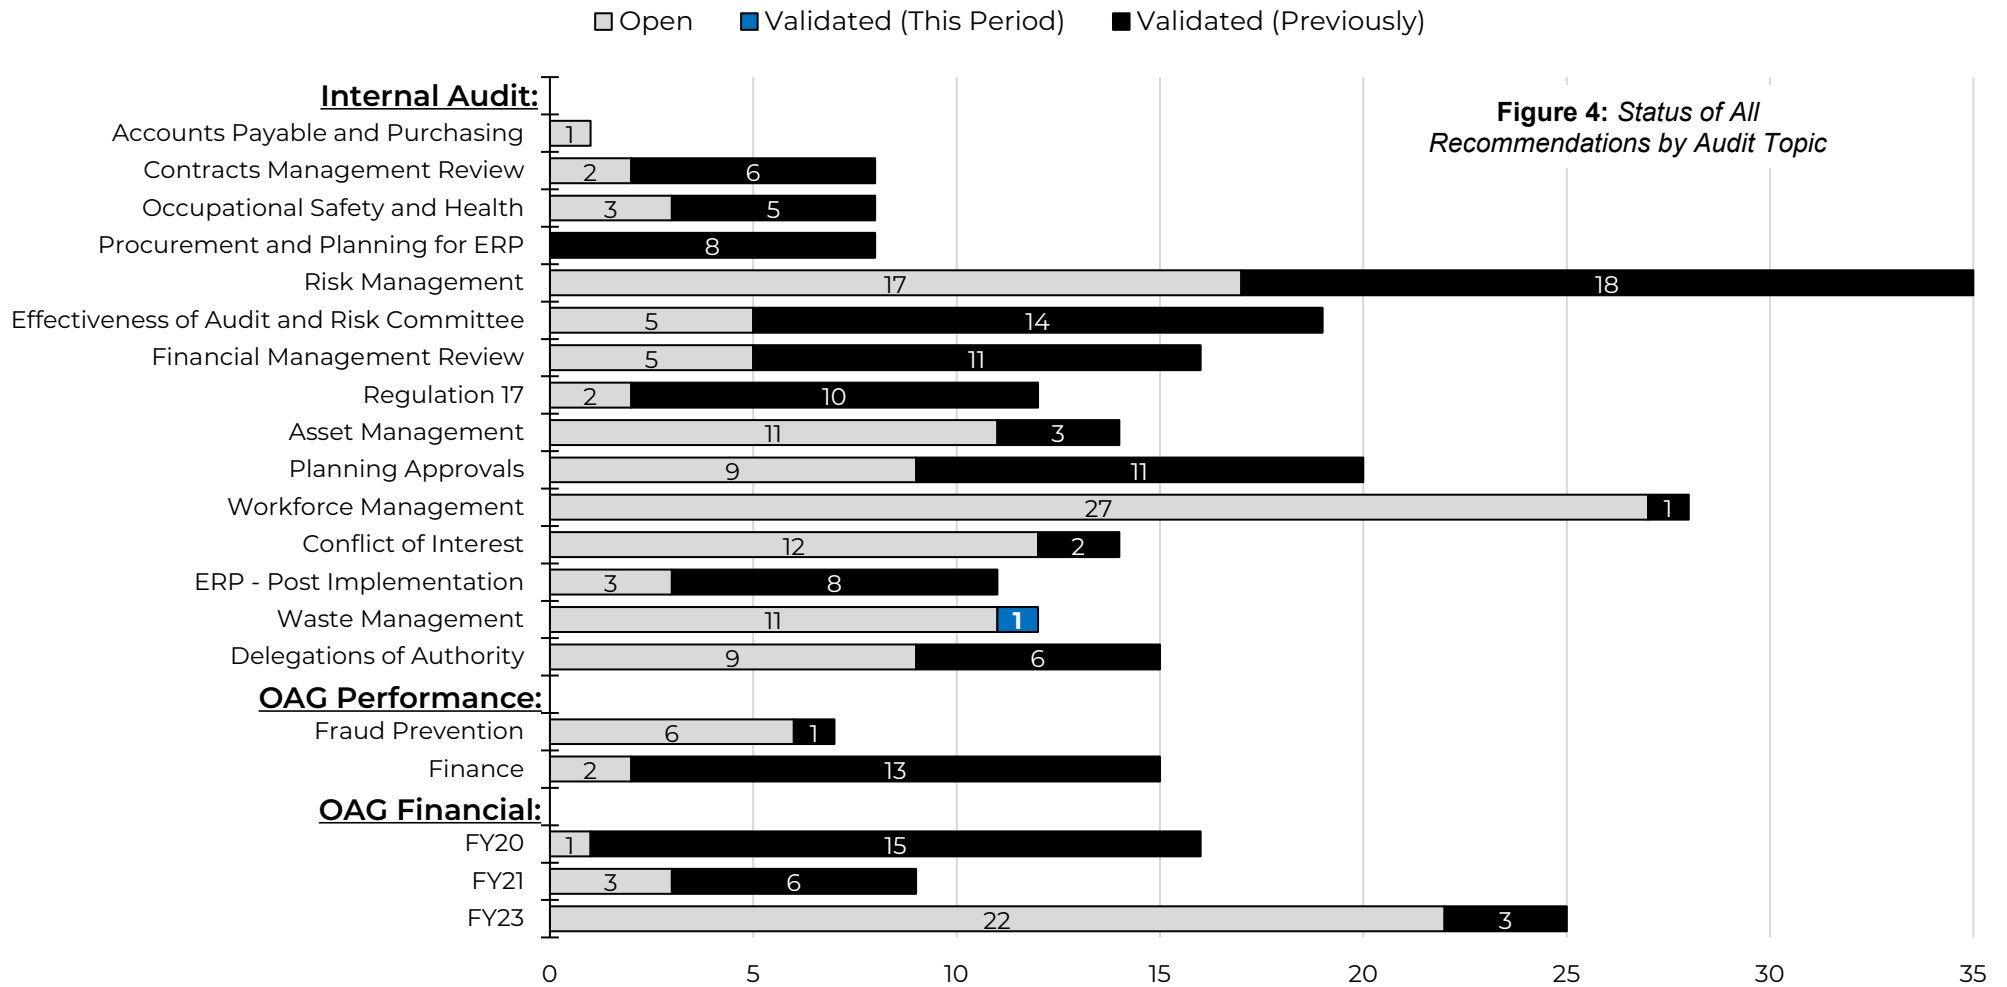 Open Validated (This Period) Validated (Previously)
Figure 4: Status of All
Recommendations by Audit Topic
Internal Audit:
Accounts Payable and Purchasing 1
Contracts Management Review 2 6
Occupational Safety and Health 3 5
Procurement and Planning for ERP 8
Risk Management 17 18
Effectiveness of Audit and Risk Committee 5 14
Financial Management Review 5 11
Regulation 17 2 10
Asset Management 11 3
Planning Approvals 9 11
Workforce Management 27 1
Conflict of Interest 12 2
ERP - Post Implementation 3 8
Waste Management 11 1
Delegations of Authority 9 6
OAG Performance:
Fraud Prevention 6 1
Finance 2 13
OAG Financial:
FY20 1 15
FY21 3 6
FY23 22 3
0 5 10 15 20 25 30 35